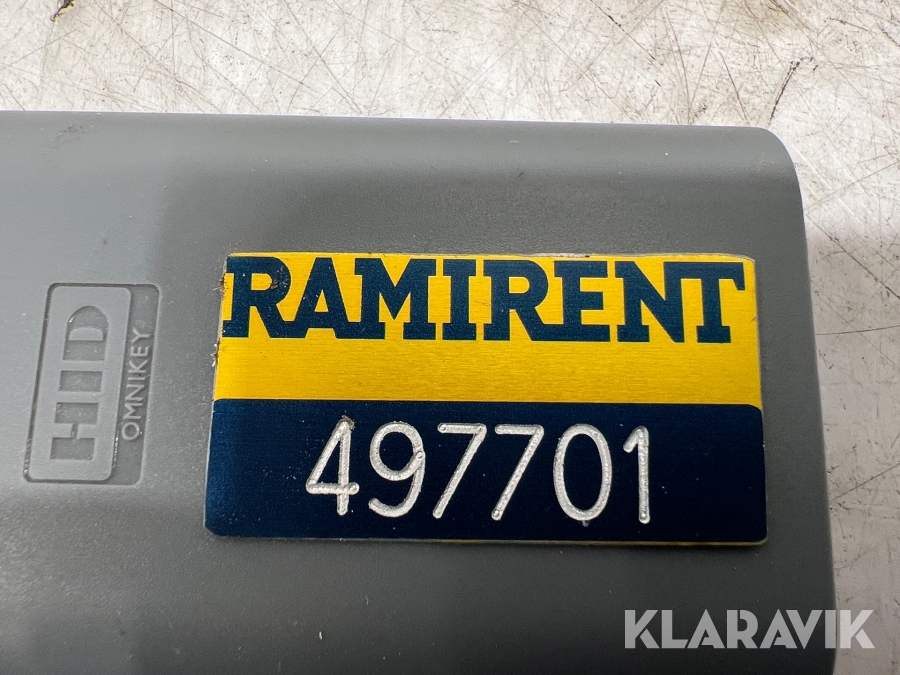 RAMIRENT
497701
HID
OMNIKEY
KLARAVIK